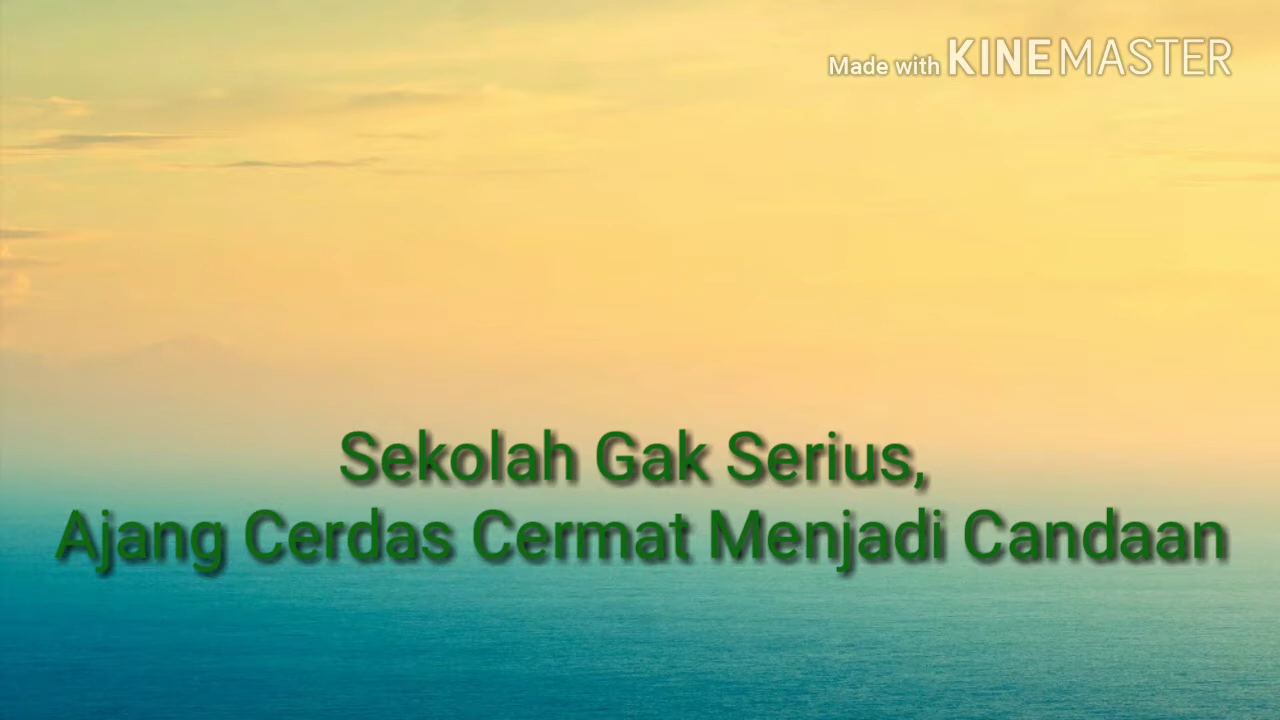 Made with KINEMASTER
Sekolah Gak Serius,
Ajang Cerdas Cermat Menjadi Candaan